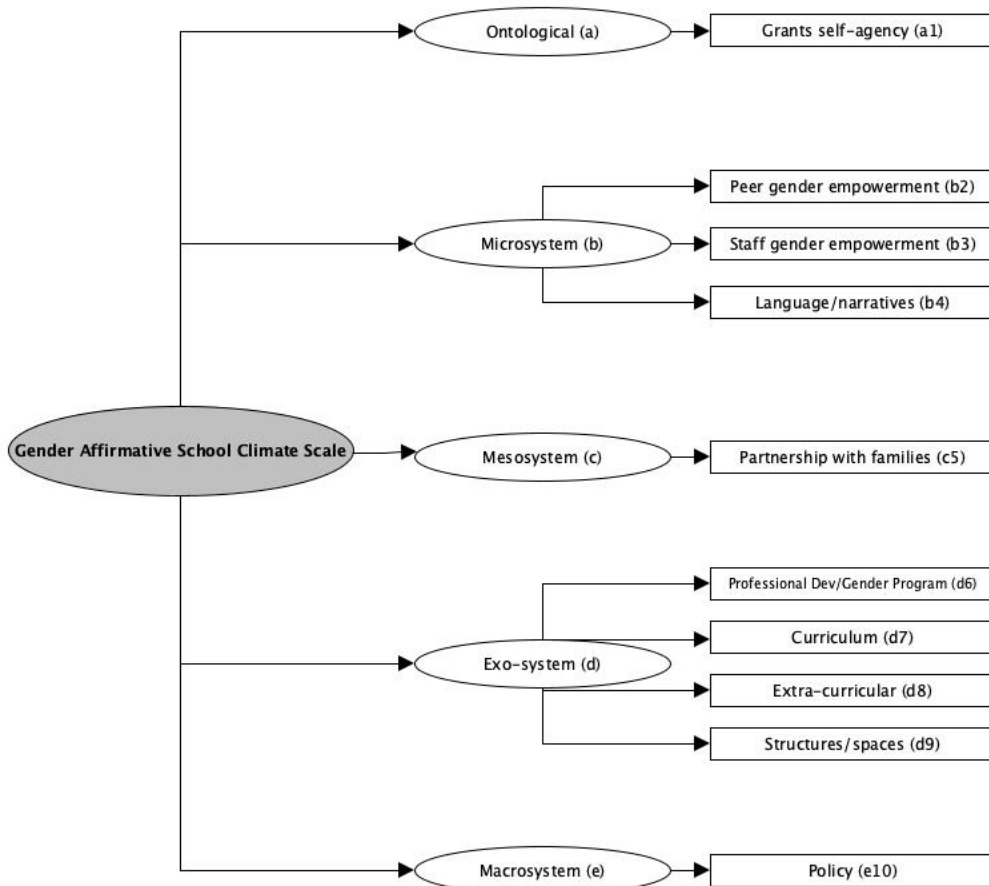 Ontological (a)
Grants self-agency (a1)
Peer gender empowerment (b2)
Microsystem (b)
Staff gender empowerment (b3)
Language/narratives (b4)
Gender Affirmative School Climate Scale
Mesosystem (c)
Partnership with families (c5)
Professional Dev/Gender Program (d6)
Curriculum (d7)
Exo-system (d)
Extra-curricular (d8)
Structures/spaces (d9)
Macrosystem (e)
Policy (e10)